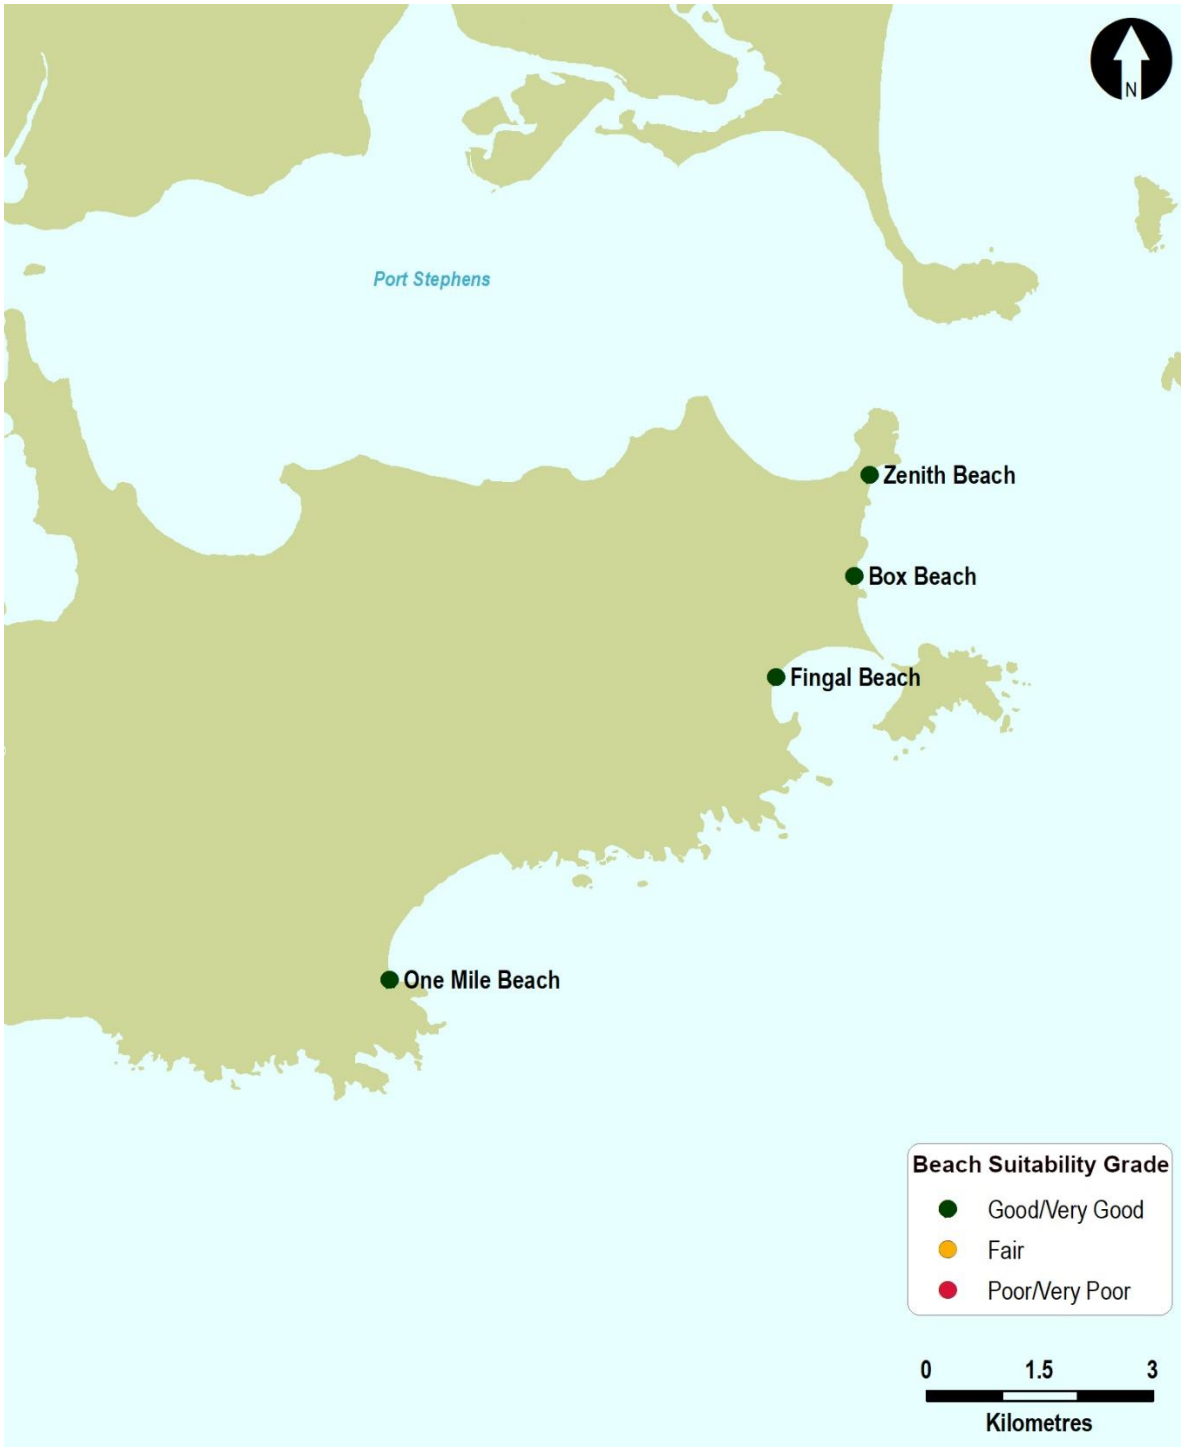 N
Port Stephens
Zenith Beach
Box Beach
Fingal Beach
One Mile Beach
Beach Suitability Grade
Good/Very Good
Fair
Poor/Very Poor
0 1.5 3
Kilometres